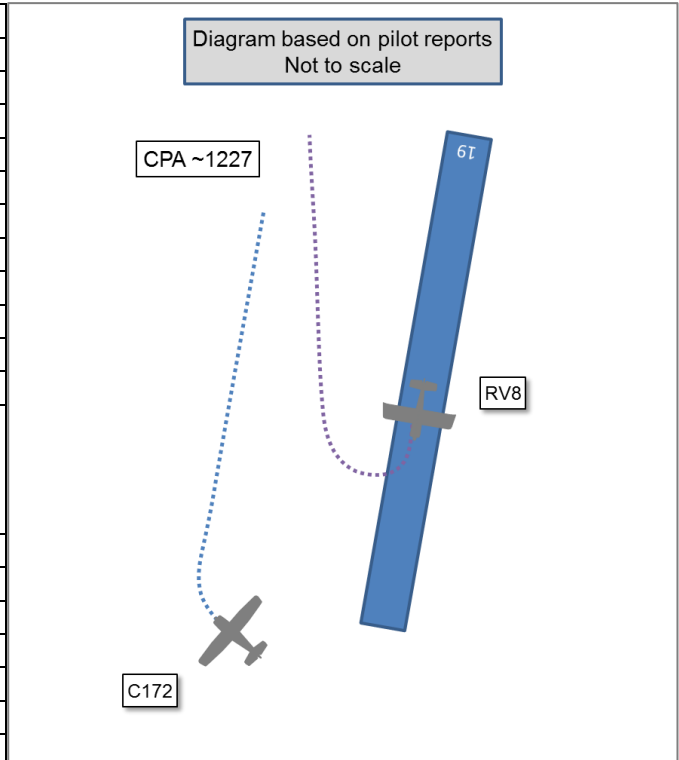 Diagram based on pilot reports
Not to scale
CPA ~1227
19
RV8
C172